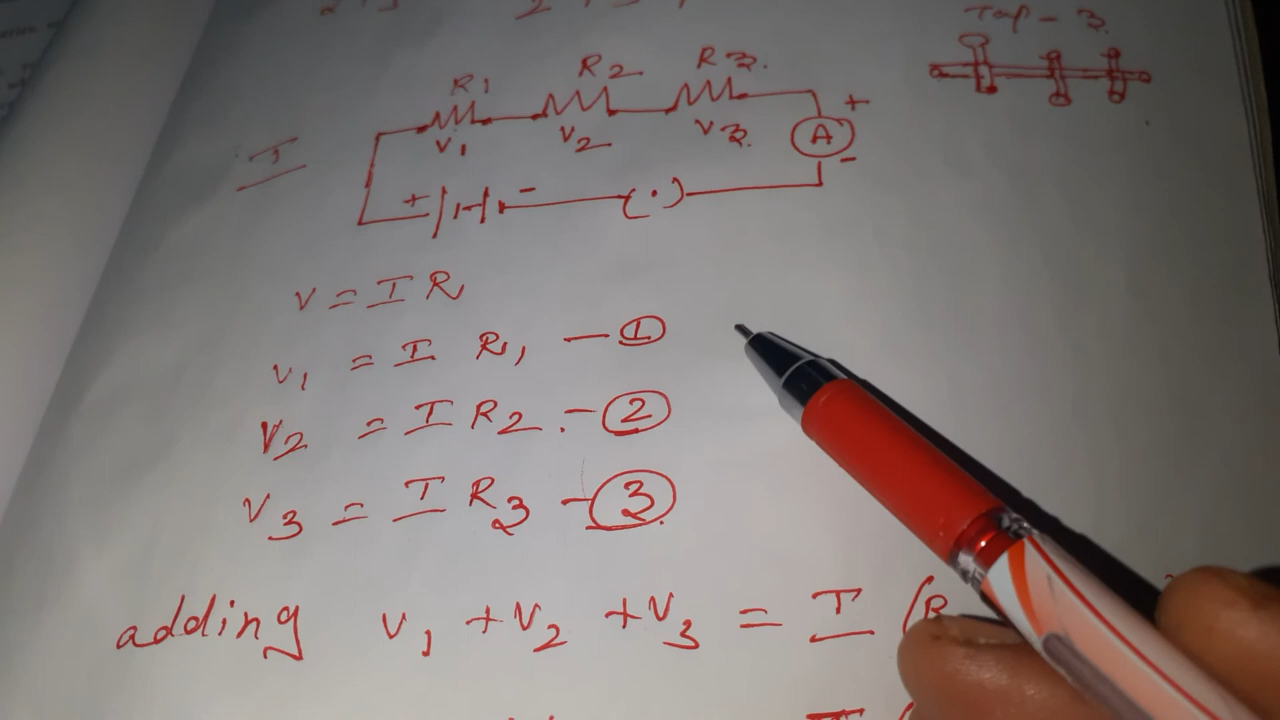 Tap - 3.
R1 R2 R3.
V1 V2 V3.
I
+
A
-
+ -
V = I R
V1 = I R1 - 1
V2 = I R2. - 2
V3 = I R3 - 3
adding V1 + V2 + V3 = I (R